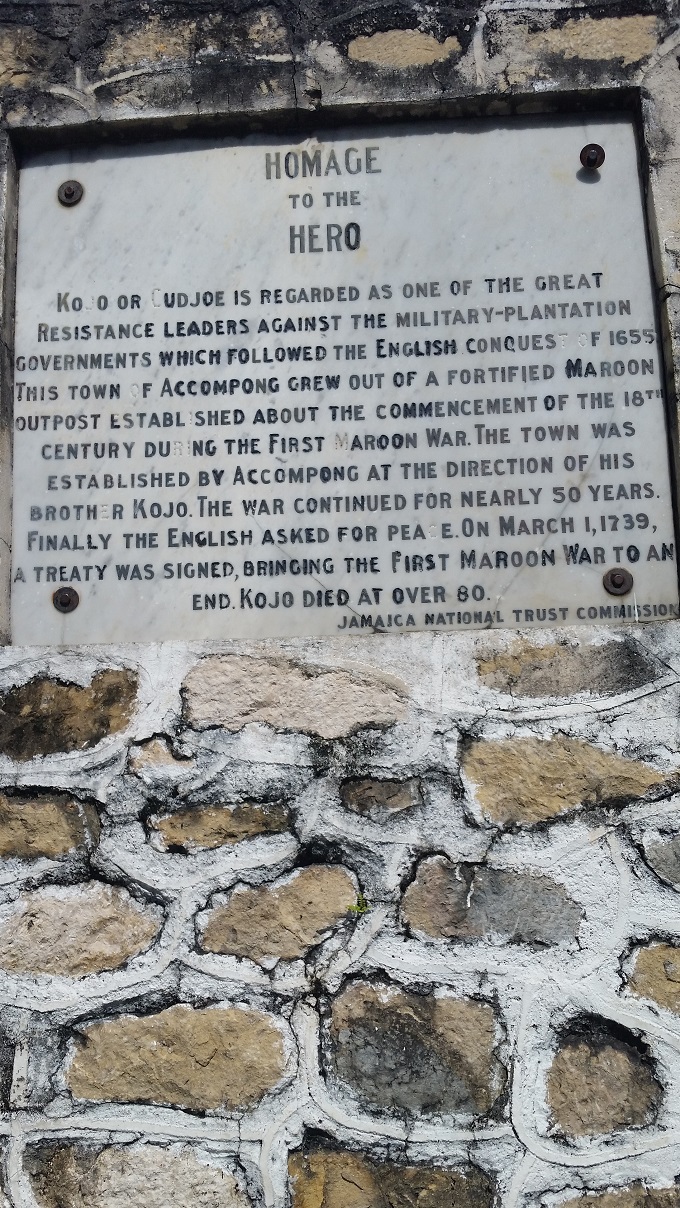 HOMAGE
TO THE
HERO
KOJO OR CUDJOE IS REGARDED AS ONE OF THE GREAT
RESISTANCE LEADERS AGAINST THE MILITARY-PLANTATION
GOVERNMENTS WHICH FOLLOWED THE ENGLISH CONQUEST OF 1655.
THIS TOWN OF ACCOMPONG GREW OUT OF A FORTIFIED MAROON
OUTPOST ESTABLISHED ABOUT THE COMMENCEMENT OF THE 18TH
CENTURY DURING THE FIRST MAROON WAR. THE TOWN WAS
ESTABLISHED BY ACCOMPONG AT THE DIRECTION OF HIS
BROTHER KOJO. THE WAR CONTINUED FOR NEARLY 50 YEARS.
FINALLY THE ENGLISH ASKED FOR PEACE. ON MARCH 1, 1739,
A TREATY WAS SIGNED, BRINGING THE FIRST MAROON WAR TO AN
END. KOJO DIED AT OVER 80.
JAMAICA NATIONAL TRUST COMMISSION